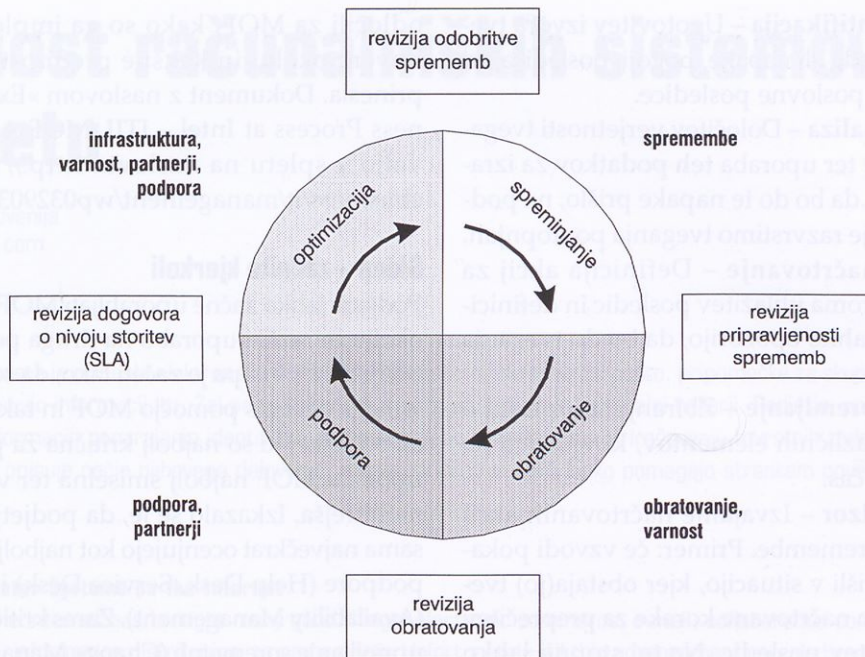 revizija odobritve
sprememb
infrastruktura,
varnost, partnerji,
podpora
spremembe
optimizacija
spreminjanje
revizija dogovora
o nivoju storitev
(SLA)
revizija
pripravljenosti
sprememb
podpora
obratovanje
podpora,
partnerji
obratovanje,
varnost
revizija
obratovanja